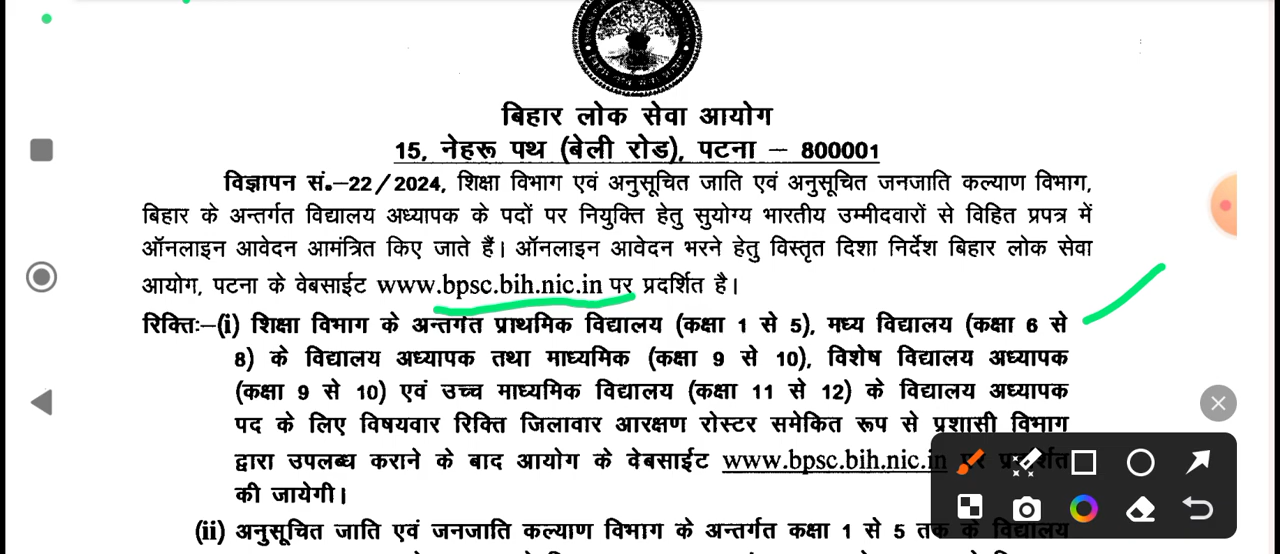 बिहार लोक सेवा आयोग
15, नेहरू पथ (बेली रोड), पटना – 800001
विज्ञापन सं.–22/2024, शिक्षा विभाग एवं अनुसूचित जाति एवं अनुसूचित जनजाति कल्याण विभाग,
बिहार के अन्तर्गत विद्यालय अध्यापक के पदों पर नियुक्ति हेतु सुयोग्य भारतीय उम्मीदवारों से विहित प्रपत्र में
ऑनलाइन आवेदन आमंत्रित किए जाते हैं। ऑनलाइन आवेदन भरने हेतु विस्तृत दिशा निर्देश बिहार लोक सेवा
आयोग, पटना के वेबसाईट www.bpsc.bih.nic.in पर प्रदर्शित है।
रिक्तिः–(i) शिक्षा विभाग के अन्तर्गत प्राथमिक विद्यालय (कक्षा 1 से 5), मध्य विद्यालय (कक्षा 6 से
8) के विद्यालय अध्यापक तथा माध्यमिक (कक्षा 9 से 10), विशेष विद्यालय अध्यापक
(कक्षा 9 से 10) एवं उच्च माध्यमिक विद्यालय (कक्षा 11 से 12) के विद्यालय अध्यापक
पद के लिए विषयवार रिक्ति जिलावार आरक्षण रोस्टर समेकित रूप से प्रशासी विभाग
द्वारा उपलब्ध कराने के बाद आयोग के वेबसाईट www.bpsc.bih.nic.in पर प्रदर्शित
की जायेगी।
(ii) अनुसूचित जाति एवं जनजाति कल्याण विभाग के अन्तर्गत कक्षा 1 से 5 तक के विद्यालय